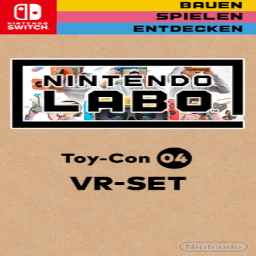 BAUEN
SPIELEN
ENTDECKEN
NINTENDO
SWITCH
NINTENDO
LABO
Toy-Con 04
VR-SET
Nintendo